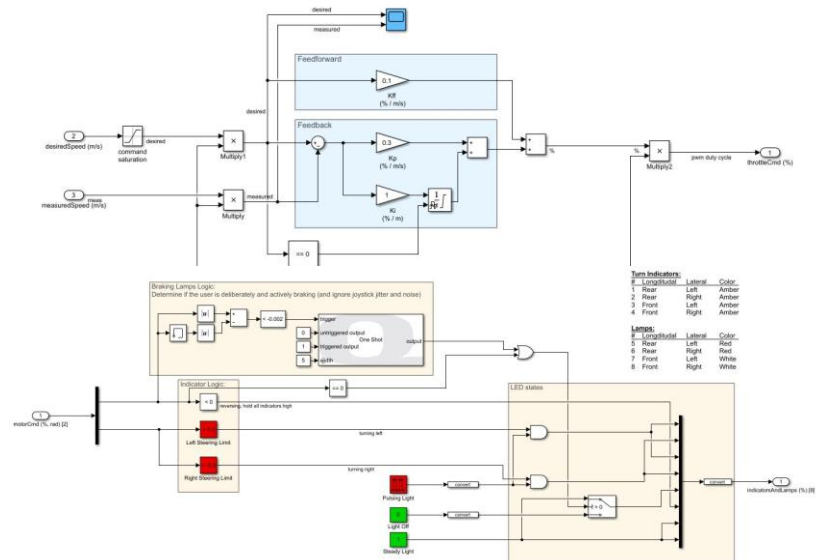 desired
measured
Feedforward
0.1
Kff
(% / m/s)
desired
Feedback
2
desiredSpeed (m/s)
desired
command
saturation
×
Multiply1
0.3
Kp
(% / m/s)
%
%
×
Multiply2
pwm duty cycle
1
throttleCmd (%)
3
meas
measuredSpeed (m/s)
×
Multiply
measured
1
Ki
(% / m)
== 0
Turn Indicators:
# Longitudital Lateral Color
1 Rear Left Amber
2 Rear Right Amber
3 Front Left Amber
4 Front Right Amber
Lamps:
# Longitudital Lateral Color
5 Rear Left Red
6 Rear Right Red
7 Front Left White
8 Front Right White
Braking Lamps Logic:
Determine if the user is deliberately and actively braking (and ignore joystick jitter and noise)
|u|
|u|
< -0.002
trigger
0
untriggered output
1
triggered output
5
One Shot
output
Indicator Logic:
== 0
< 0
reversing, hold all indicators high
LED states
1
motorCmd (%, rad) [2]
Left Steering Limit
turning left
Right Steering Limit
turning right
Pulsing Light
convert
Light Off
convert
Steady Light
convert
1
indicatorsAndLamps (%) [8]